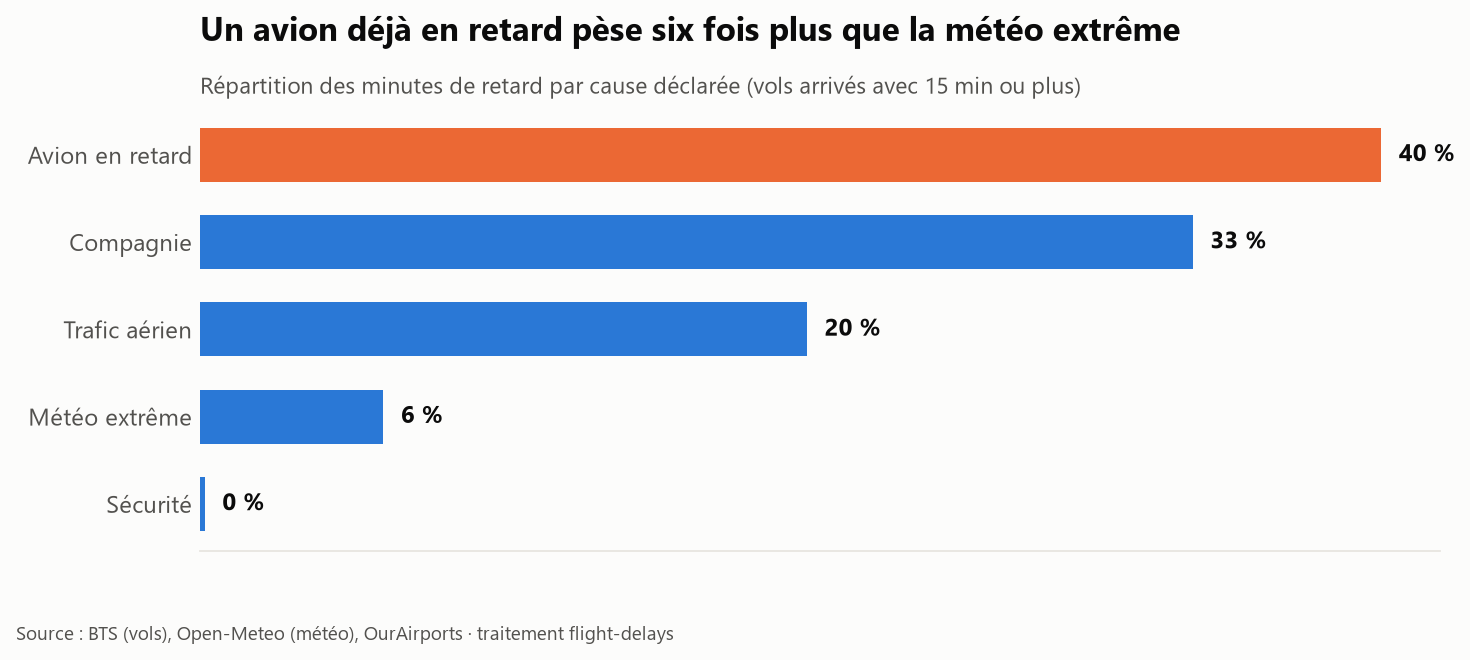 Un avion déjà en retard pèse six fois plus que la météo extrême
Répartition des minutes de retard par cause déclarée (vols arrivés avec 15 min ou plus)
Avion en retard 40 %
Compagnie 33 %
Trafic aérien 20 %
Météo extrême 6 %
Sécurité 0 %
Source : BTS (vols), Open-Meteo (météo), OurAirports · traitement flight-delays